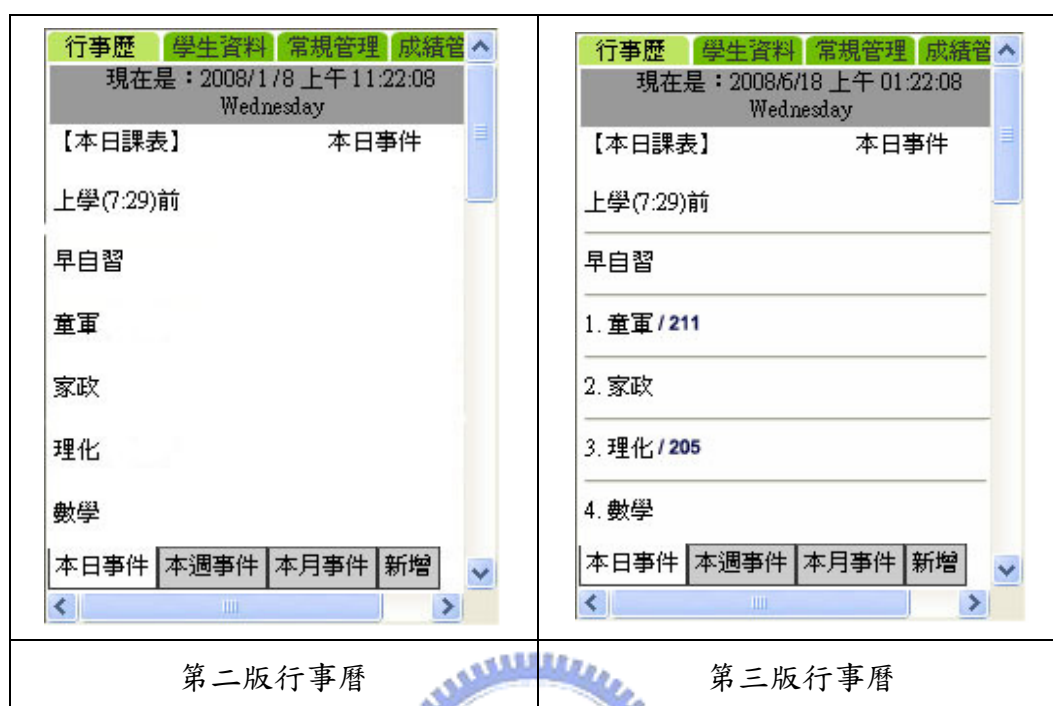 行事歷 學生資料 常規管理 成績管
現在是：2008/1/8 上午 11:22:08
Wednesday
【本日課表】 本日事件
上學(7:29)前
早自習
童軍
家政
理化
數學
本日事件 本週事件 本月事件 新增
第二版行事曆
行事歷 學生資料 常規管理 成績管
現在是：2008/6/18 上午 01:22:08
Wednesday
【本日課表】 本日事件
上學(7:29)前
早自習
1. 童軍 / 211
2. 家政
3. 理化 / 205
4. 數學
本日事件 本週事件 本月事件 新增
第三版行事曆